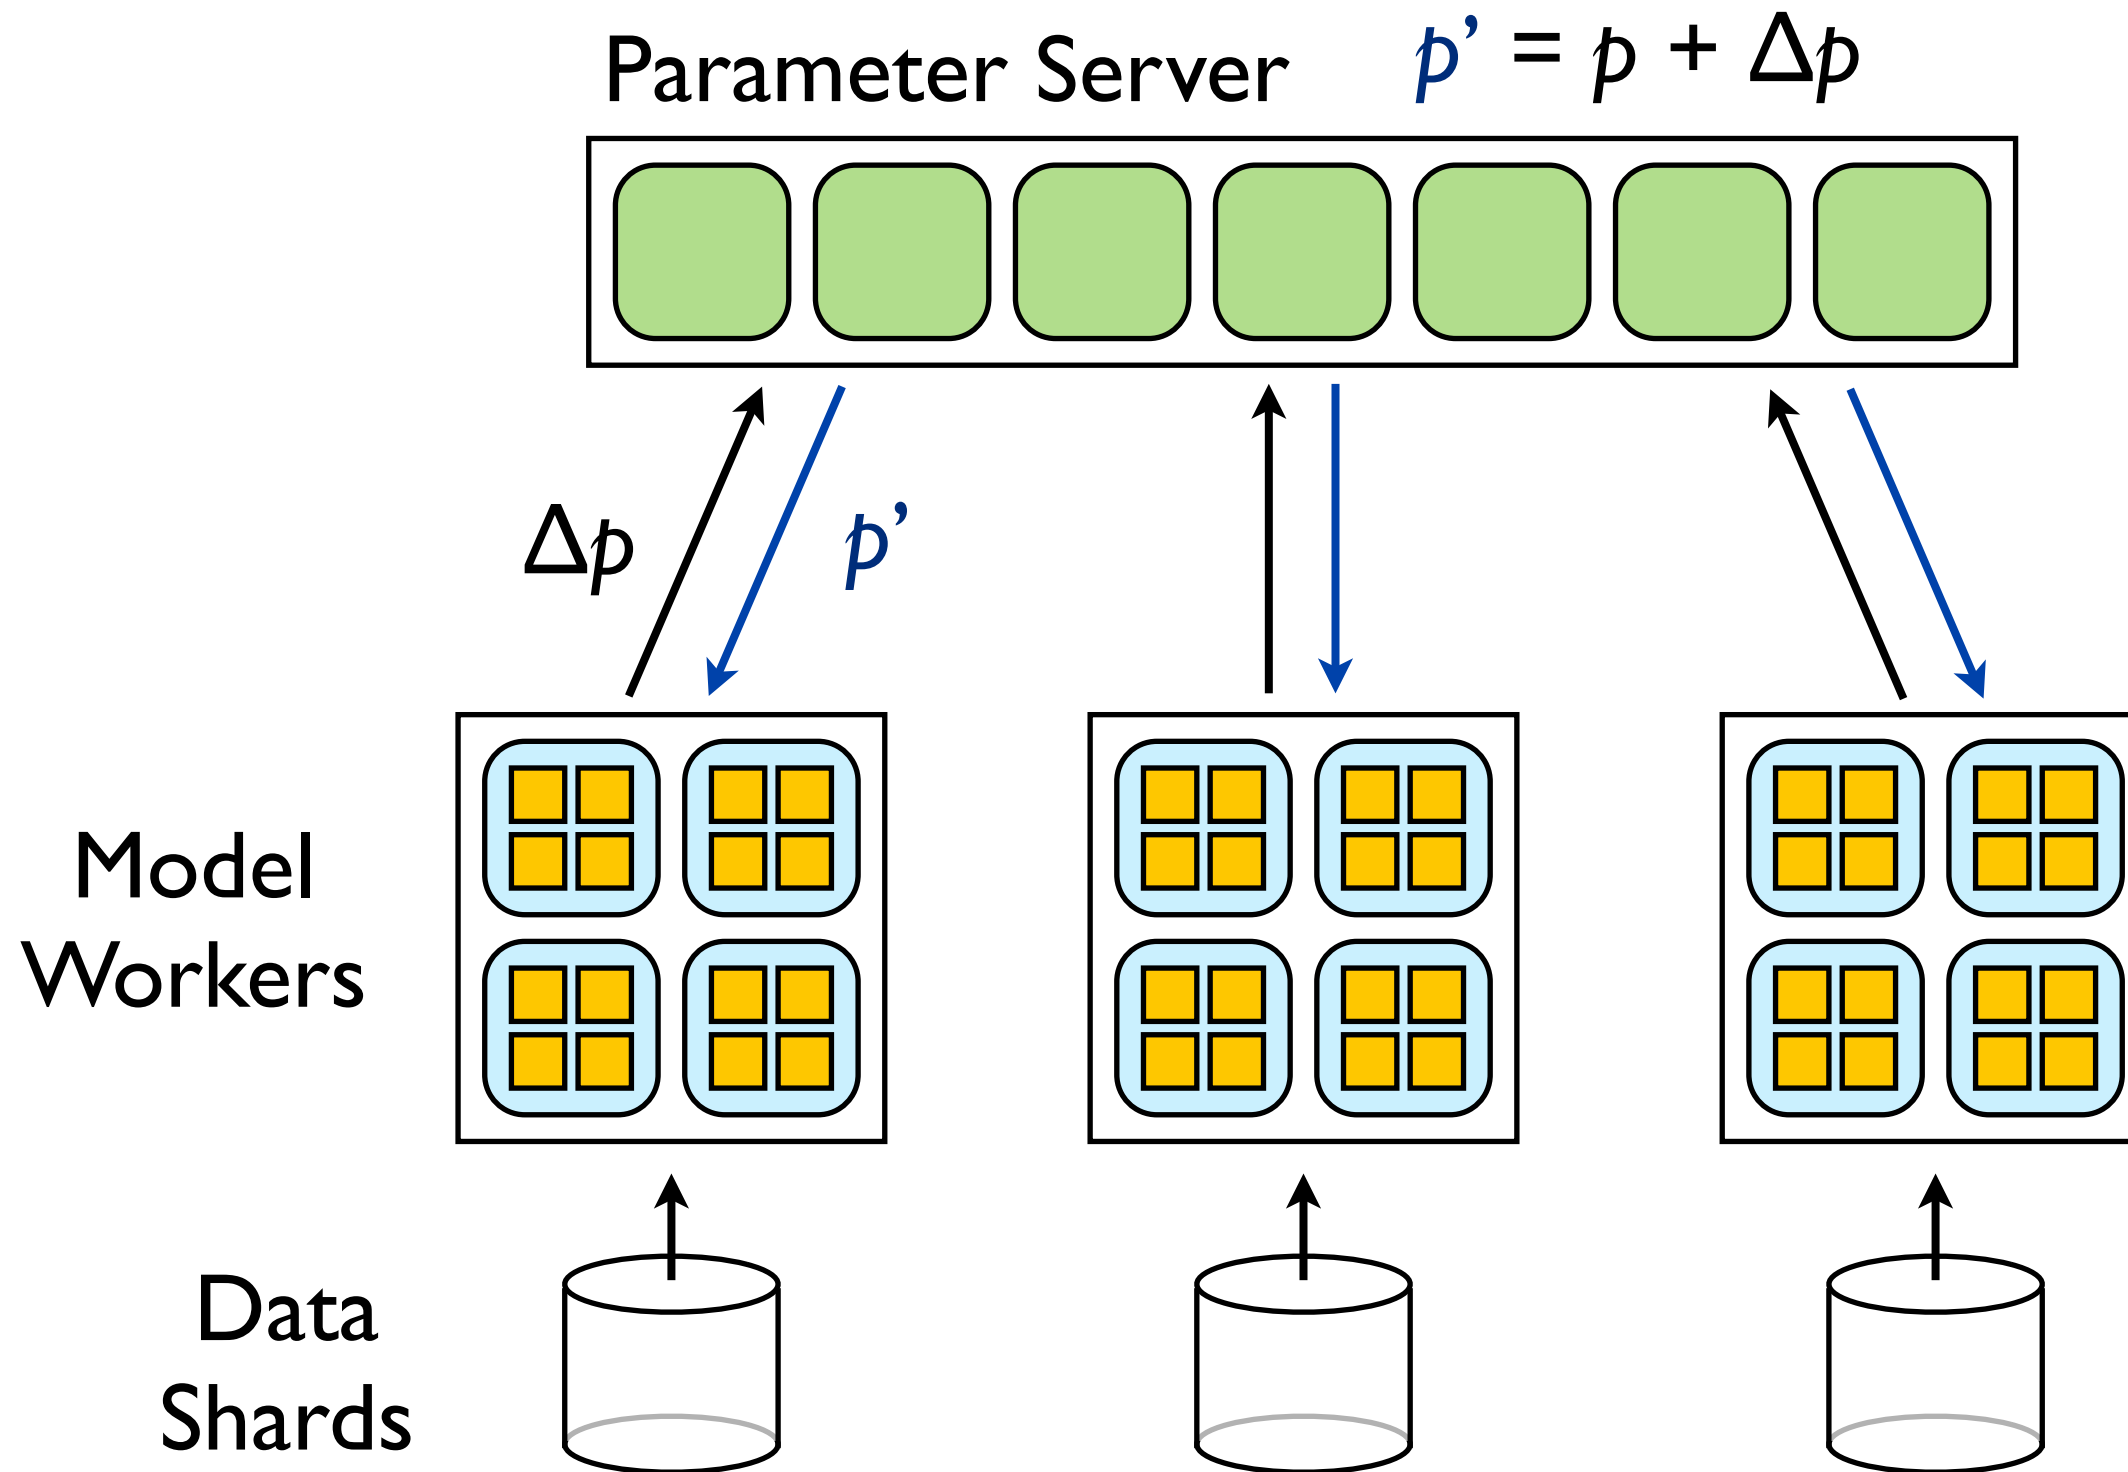 Parameter Server p’ = p + Δp
Δp
p’
Model
Workers
Data
Shards